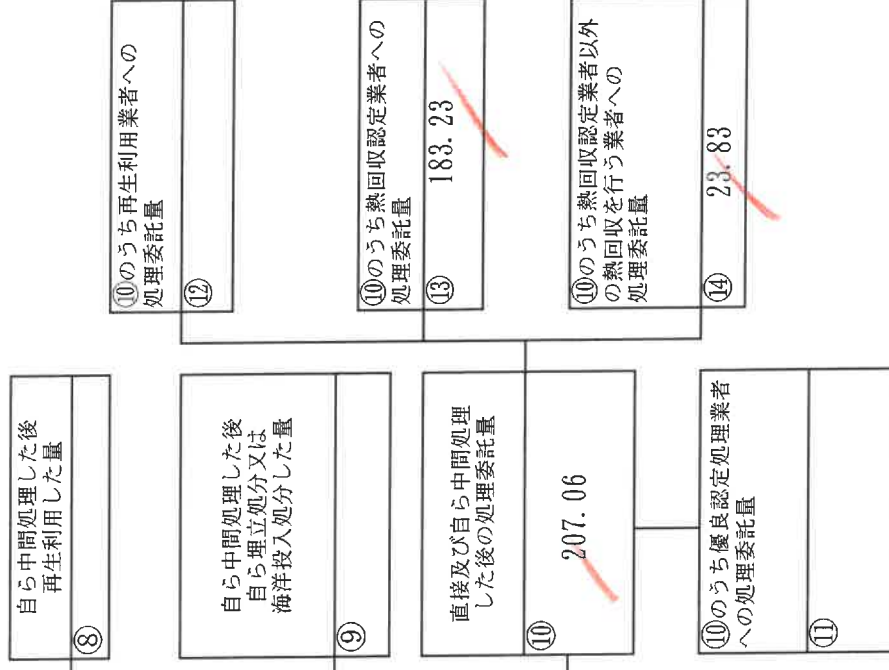 自ら中間処理した後
再生利用した量
⑧
自ら中間処理した後
自ら埋立処分又は
海洋投入処分した量
⑨
直接及び自ら中間処理
した後の処理委託量
⑩
207.06
⑩のうち優良認定処理業者
への処理委託量
⑪
⑩のうち再生利用業者への
処理委託量
⑫
⑩のうち熱回収認定業者への
処理委託量
⑬
183.23
⑩のうち熱回収認定業者以外
の熱回収を行う業者への
処理委託量
⑭
23.83